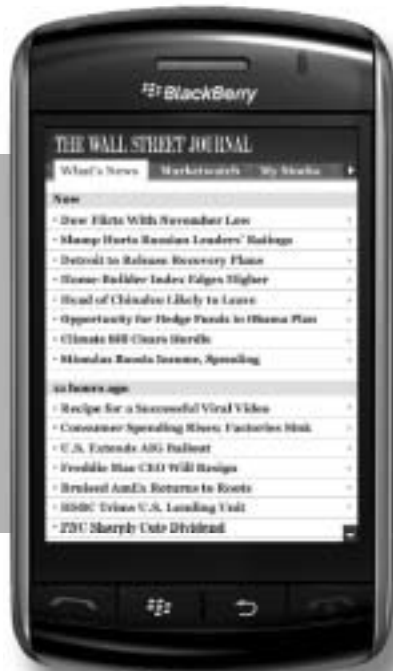 BlackBerry
THE WALL STREET JOURNAL
What's News Marketwatch My Stocks
Now
Dow Flirts With November Low
Slump Hurts Russian Leaders' Ratings
Detroit to Release Recovery Plans
Home-Builder Index Edges Higher
Head of Chinalco Likely to Leave
Opportunity for Hedge Funds in Obama Plan
Climate Bill Clears Hurdle
Stimulus Boosts Income, Spending
12 hours ago
Recipe for a Successful Viral Video
Consumer Spending Rises; Factories Sink
U.S. Extends AIG Bailout
Freddie Mac CEO Will Resign
Bruised AmEx Returns to Roots
HSBC Trims U.S. Lending Unit
PNC Sharply Cuts Dividend